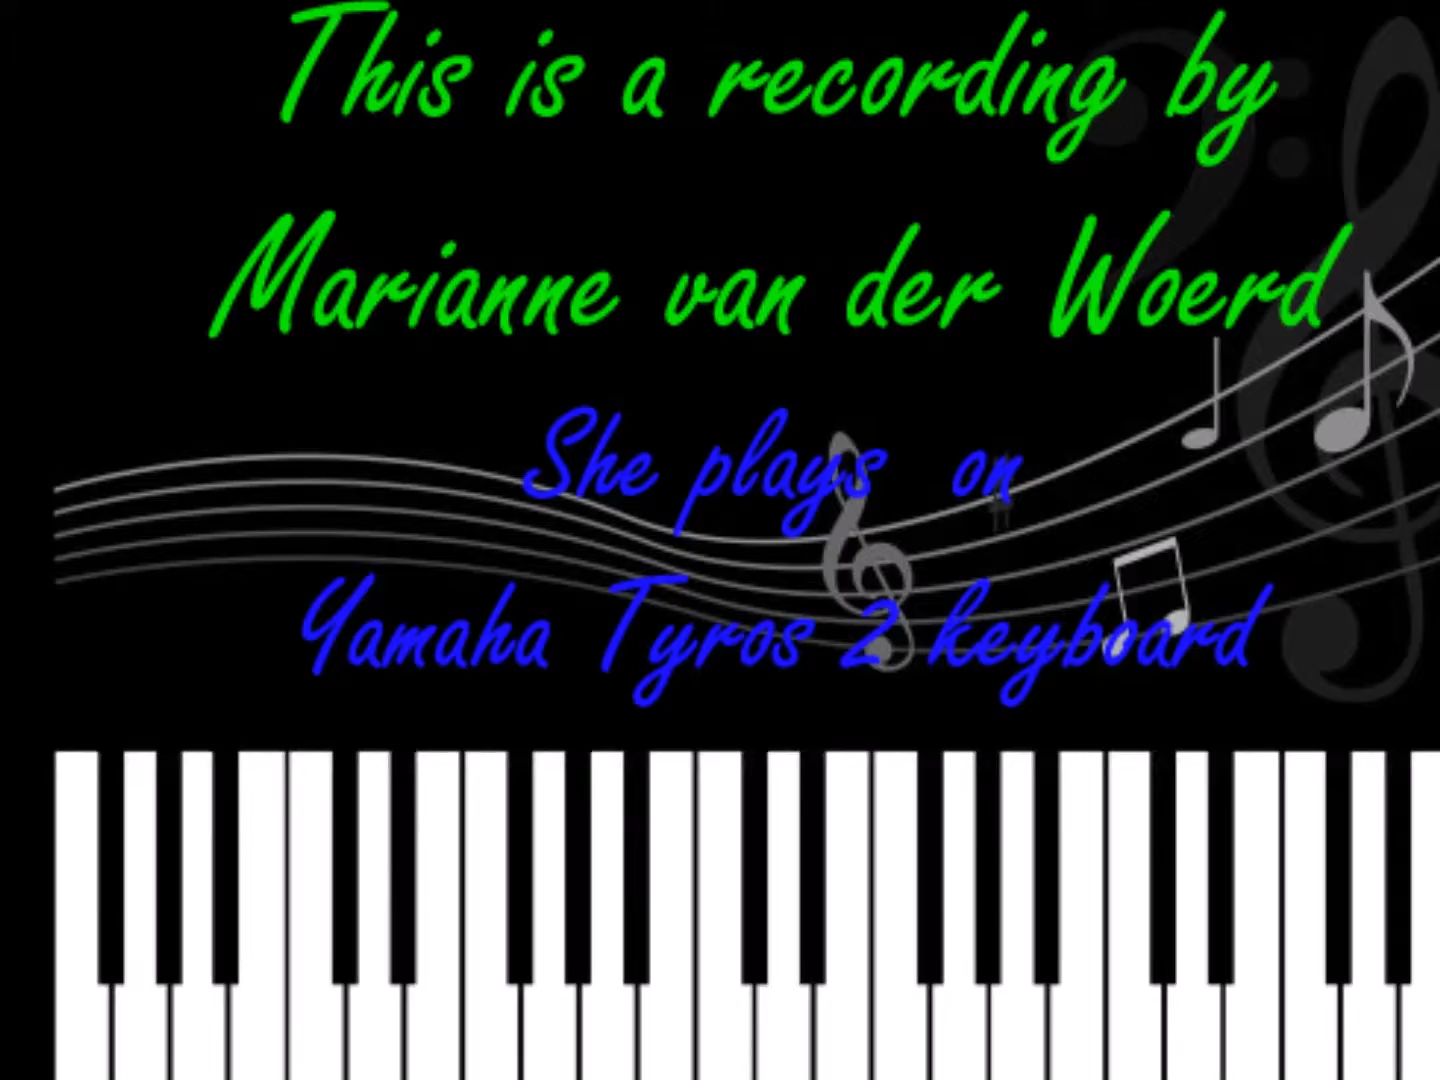 This is a recording by
Marianne van der Woerd
She plays on
Yamaha Tyros 2 keyboard